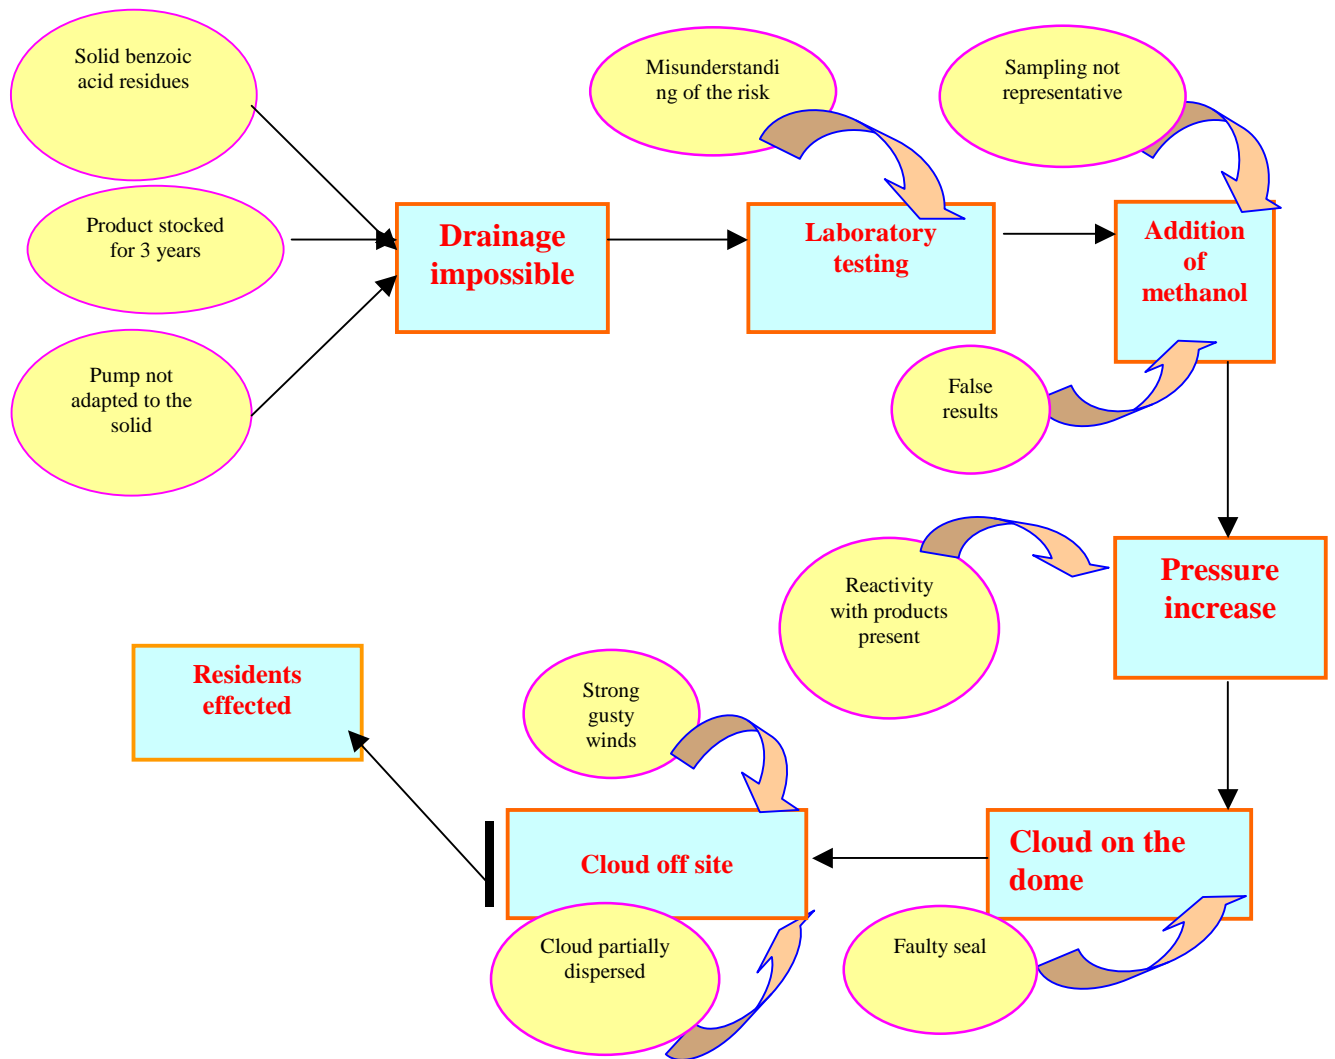 Solid benzoic
acid residues
Product stocked
for 3 years
Pump not
adapted to the
solid
Drainage
impossible
Misunderstandi
ng of the risk
Laboratory
testing
Sampling not
representative
Addition
of
methanol
False
results
Reactivity
with products
present
Pressure
increase
Strong
gusty
winds
Residents
effected
Cloud off site
Cloud on the
dome
Cloud partially
dispersed
Faulty seal